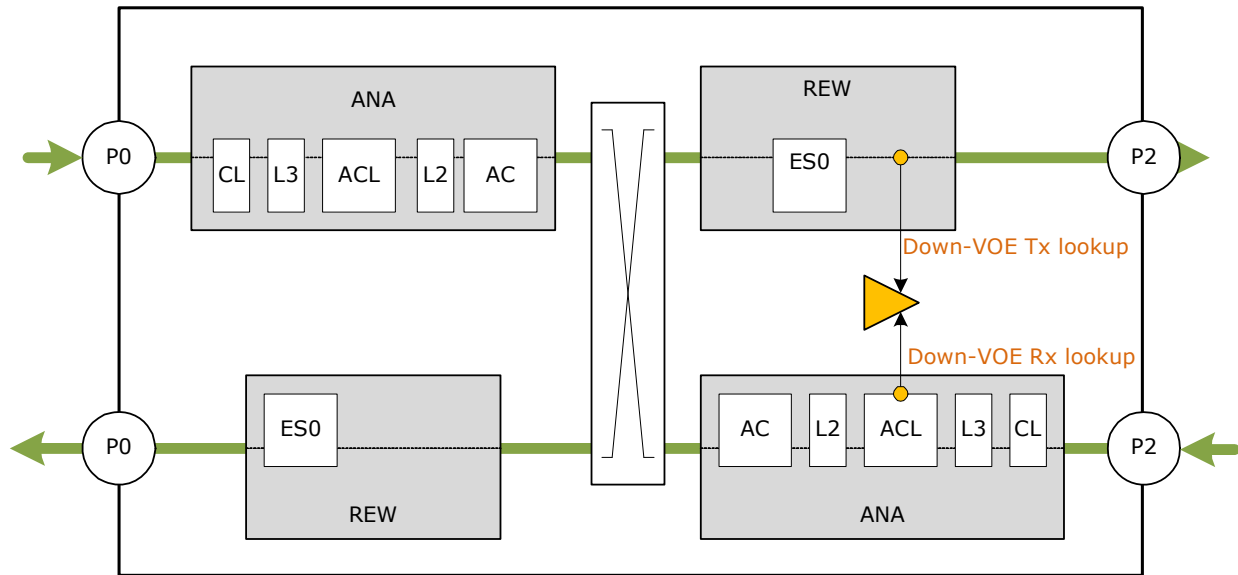 ANA
REW
P0
CL
L3
ACL
L2
AC
ES0
P2
Down-VOE Tx lookup
Down-VOE Rx lookup
P0
ES0
AC
L2
ACL
L3
CL
P2
REW
ANA